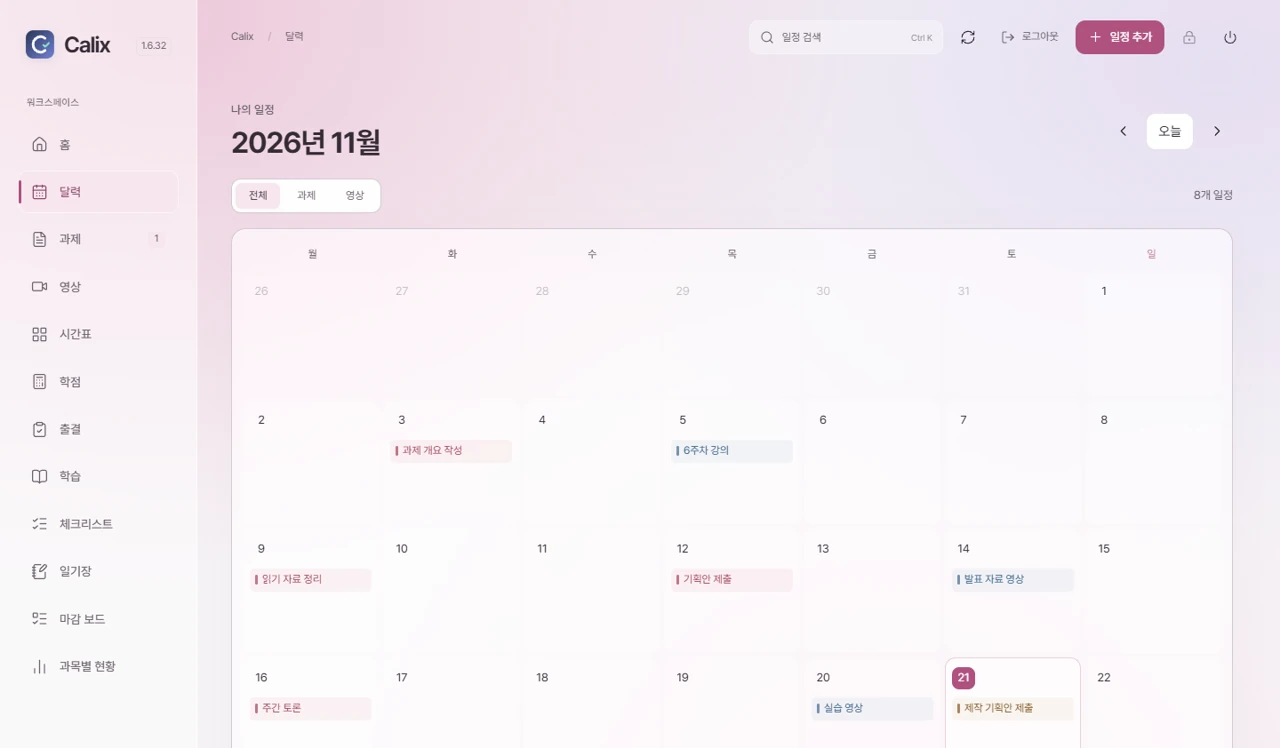 Calix
1.6.32
워크스페이스
홈
달력
과제 1
영상
시간표
학점
출결
학습
체크리스트
일기장
마감 보드
과목별 현황
Calix / 달력
일정 검색 Ctrl K
로그아웃
+ 일정 추가
나의 일정
2026년 11월
오늘
전체 과제 영상
8개 일정
월 화 수 목 금 토 일
26 27 28 29 30 31 1
2 3 4 5 6 7 8
과제 개요 작성 6주차 강의
9 10 11 12 13 14 15
읽기 자료 정리 기획안 제출 발표 자료 영상
16 17 18 19 20 21 22
주간 토론 실습 영상 제작 기획안 제출